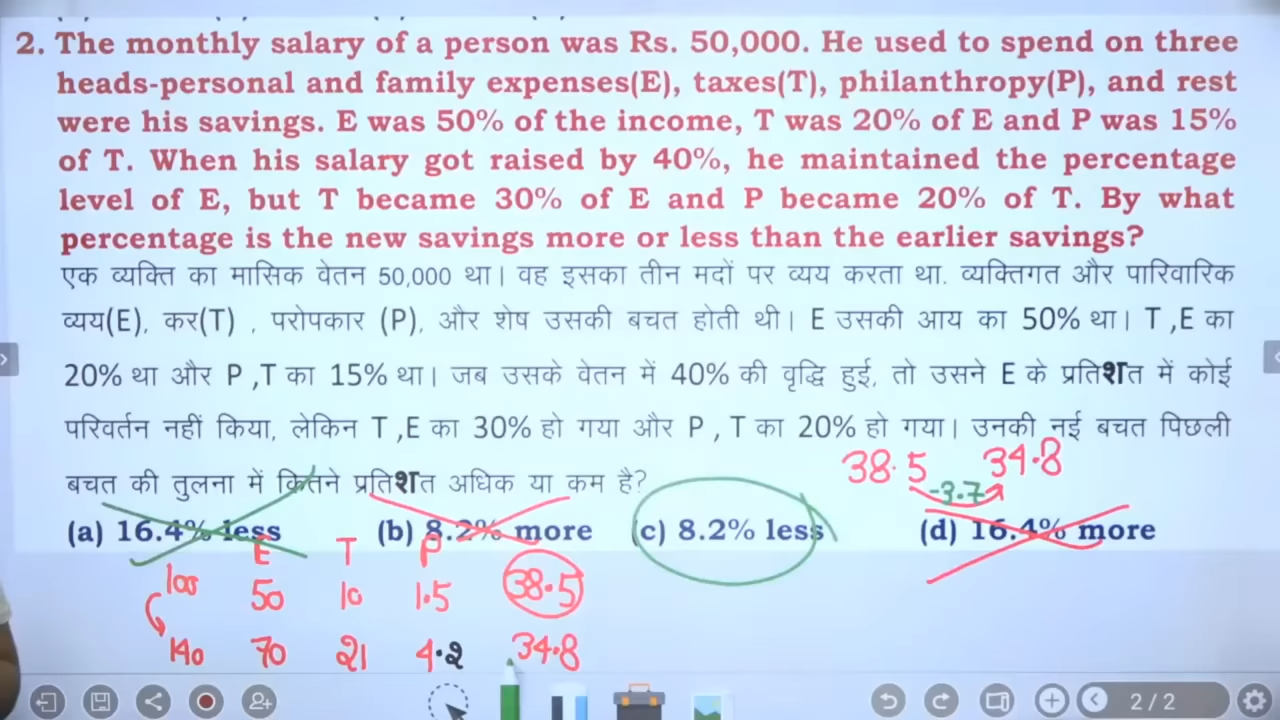 2. The monthly salary of a person was Rs. 50,000. He used to spend on three
heads-personal and family expenses(E), taxes(T), philanthropy(P), and rest
were his savings. E was 50% of the income, T was 20% of E and P was 15%
of T. When his salary got raised by 40%, he maintained the percentage
level of E, but T became 30% of E and P became 20% of T. By what
percentage is the new savings more or less than the earlier savings?
एक व्यक्ति का मासिक वेतन 50,000 था। वह इसका तीन मदों पर व्यय करता था. व्यक्तिगत और पारिवारिक
व्यय(E), कर(T) , परोपकार (P), और शेष उसकी बचत होती थी। E उसकी आय का 50% था। T ,E का
20% था और P ,T का 15% था। जब उसके वेतन में 40% की वृद्धि हुई, तो उसने E के प्रतिशत में कोई
परिवर्तन नहीं किया, लेकिन T ,E का 30% हो गया और P , T का 20% हो गया। उनकी नई बचत पिछली
बचत की तुलना में कितने प्रतिशत अधिक या कम है?
38.5 34.8
-3.7
(a) 16.4% less (b) 8.2% more (c) 8.2% less (d) 16.4% more
E T P
100 50 10 1.5 38.5
140 70 21 4.2 34.8
2 / 2